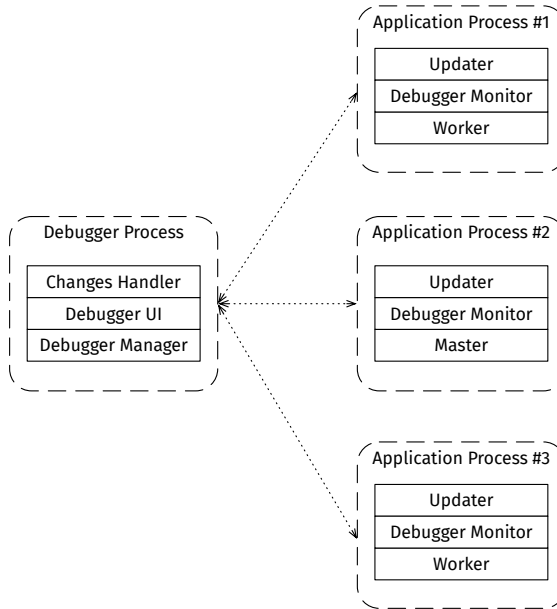 Application Process #1
Updater
Debugger Monitor
Worker
Debugger Process
Changes Handler
Debugger UI
Debugger Manager
Application Process #2
Updater
Debugger Monitor
Master
Application Process #3
Updater
Debugger Monitor
Worker